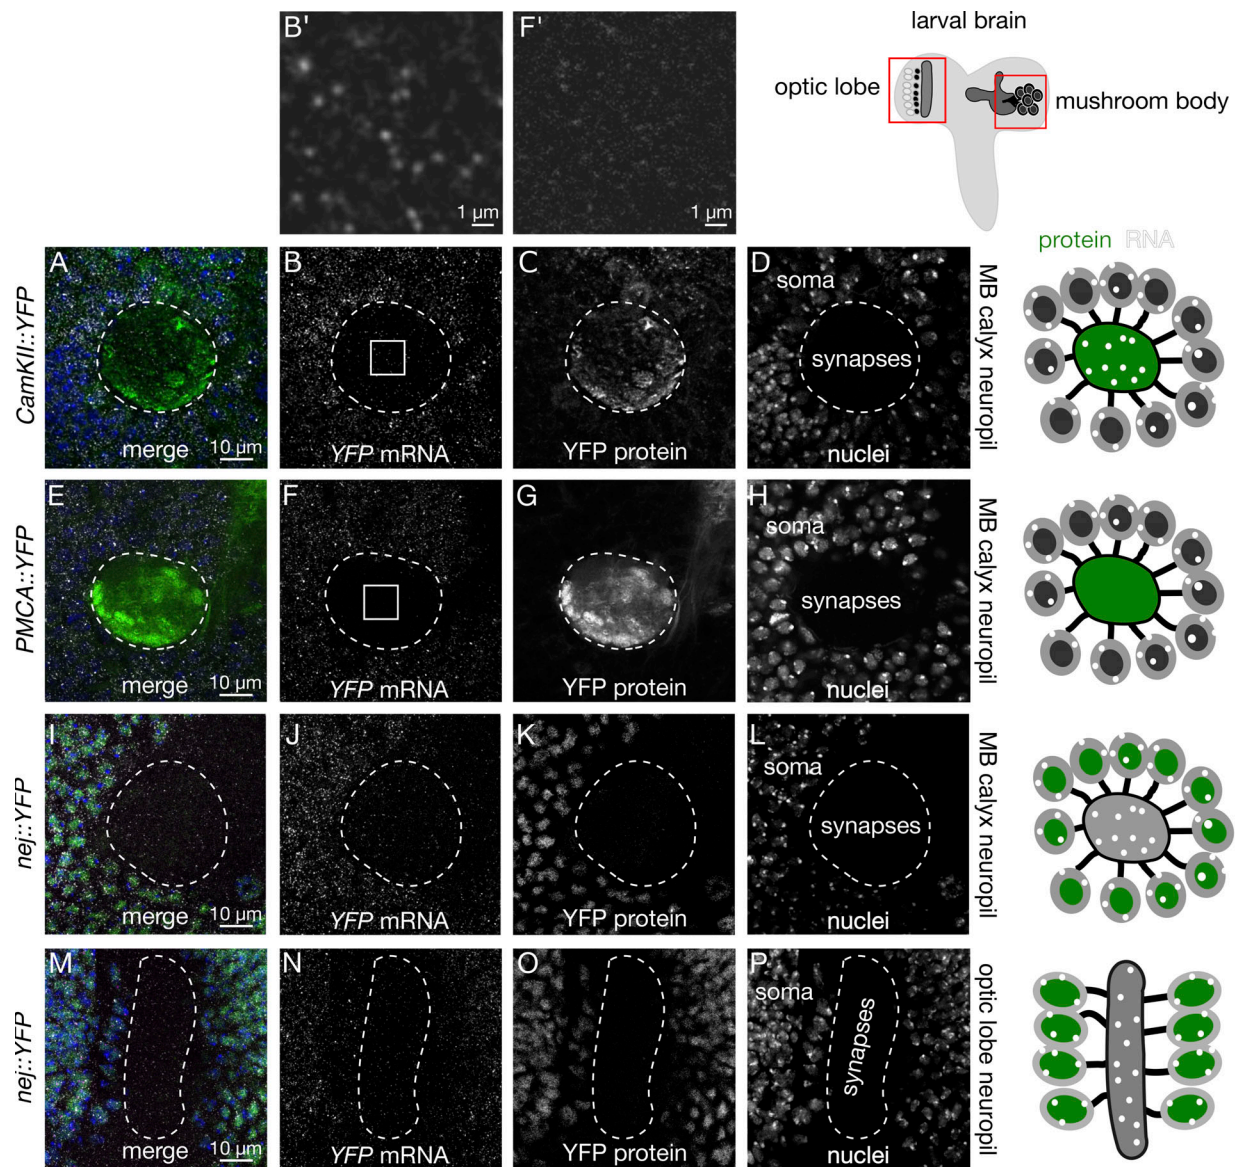 B'
F'
larval brain
optic lobe
mushroom body
1 µm
1 µm
protein RNA
CamKII::YFP
A
B
C
D
soma
synapses
merge
10 µm
YFP mRNA
YFP protein
nuclei
MB calyx neuropil
PMCA::YFP
E
F
G
H
soma
synapses
merge
10 µm
YFP mRNA
YFP protein
nuclei
MB calyx neuropil
nej::YFP
I
J
K
L
soma
synapses
merge
10 µm
YFP mRNA
YFP protein
nuclei
MB calyx neuropil
nej::YFP
M
N
O
P
soma
synapses
merge
10 µm
YFP mRNA
YFP protein
nuclei
optic lobe neuropil